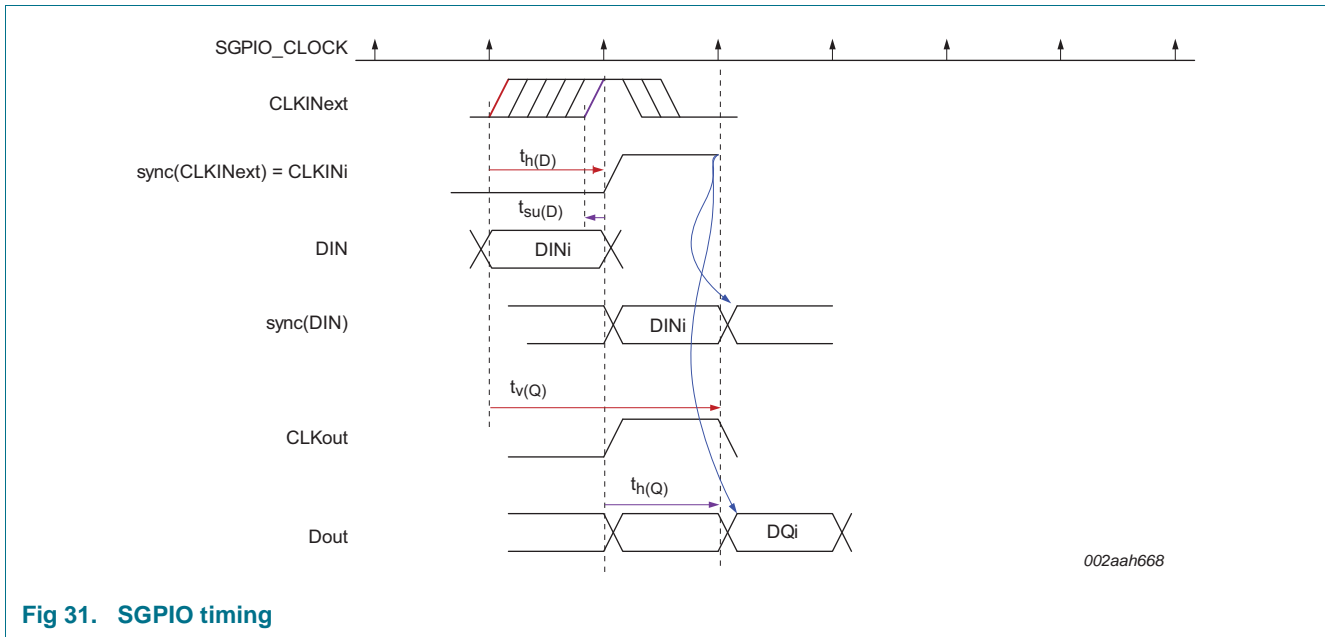 SGPIO_CLOCK
CLKINext
sync(CLKINext) = CLKINi
th(D)
tsu(D)
DIN
DINi
sync(DIN)
DINi
tv(Q)
CLKout
th(Q)
Dout
DQi
002aah668
Fig 31. SGPIO timing